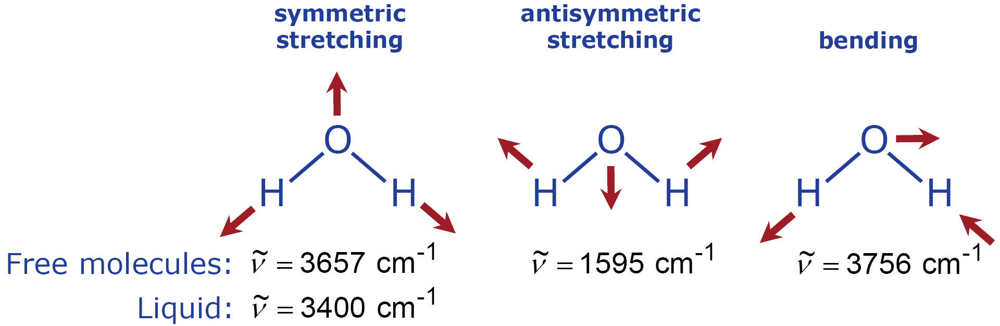 symmetric
stretching
antisymmetric
stretching
bending
O
H H
O
H H
O
H H
Free molecules: ν̃ = 3657 cm⁻¹ ν̃ = 1595 cm⁻¹ ν̃ = 3756 cm⁻¹
Liquid: ν̃ = 3400 cm⁻¹